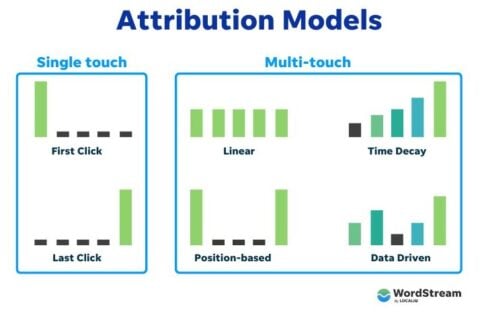 Attribution Models
Single touch
Multi-touch
First Click
Linear
Time Decay
Last Click
Position-based
Data Driven
WordStream
by LOCALiQ